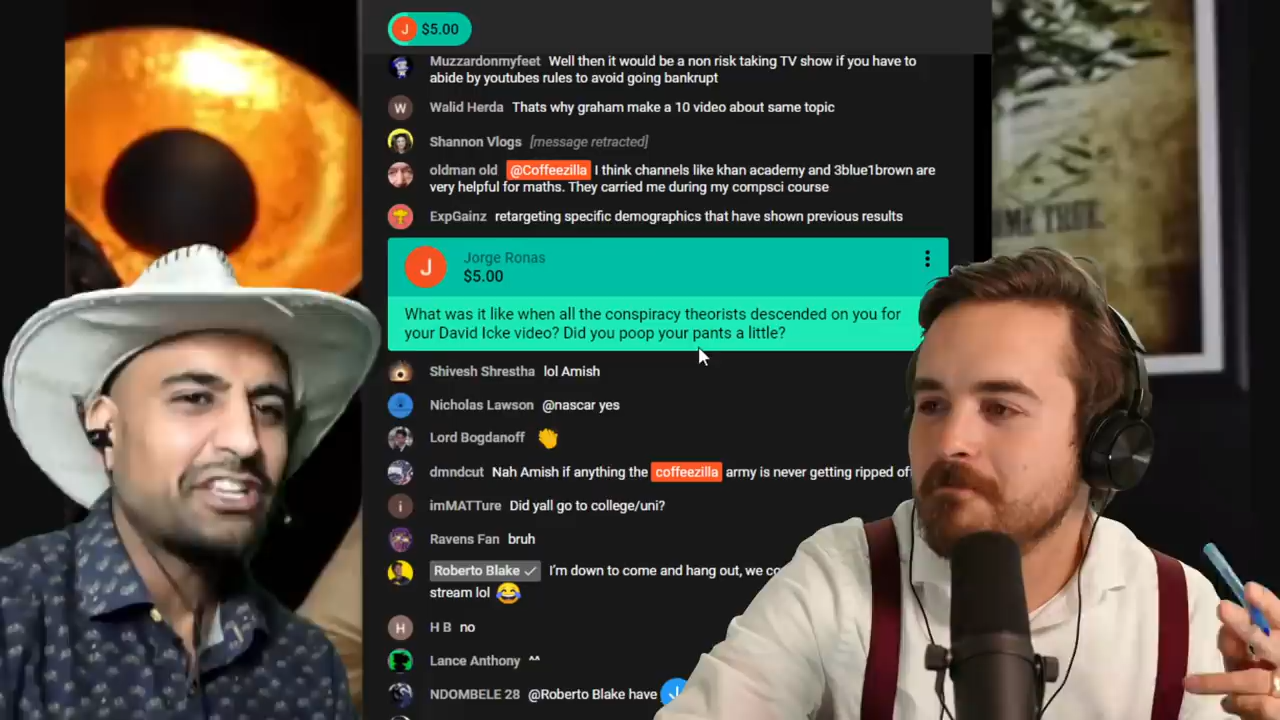 J $5.00
Muzzardonmyfeet Well then it would be a non risk taking TV show if you have to
abide by youtubes rules to avoid going bankrupt
W Walid Herda Thats why graham make a 10 video about same topic
Shannon Vlogs [message retracted]
oldman old @Coffeezilla I think channels like khan academy and 3blue1brown are
very helpful for maths. They carried me during my compsci course
ExpGainz retargeting specific demographics that have shown previous results
J Jorge Ronas
$5.00
What was it like when all the conspiracy theorists descended on you for
your David Icke video? Did you poop your pants a little?
Shivesh Shrestha lol Amish
Nicholas Lawson @nascar yes
Lord Bogdanoff 👏
dmndcut Nah Amish if anything the coffeezilla army is never getting ripped of
i imMATTure Did yall go to college/uni?
Ravens Fan bruh
Roberto Blake ✓ I'm down to come and hang out, we co
stream lol 😂
H H B no
Lance Anthony ^^
NDOMBELE 28 @Roberto Blake have
OME TRUE.